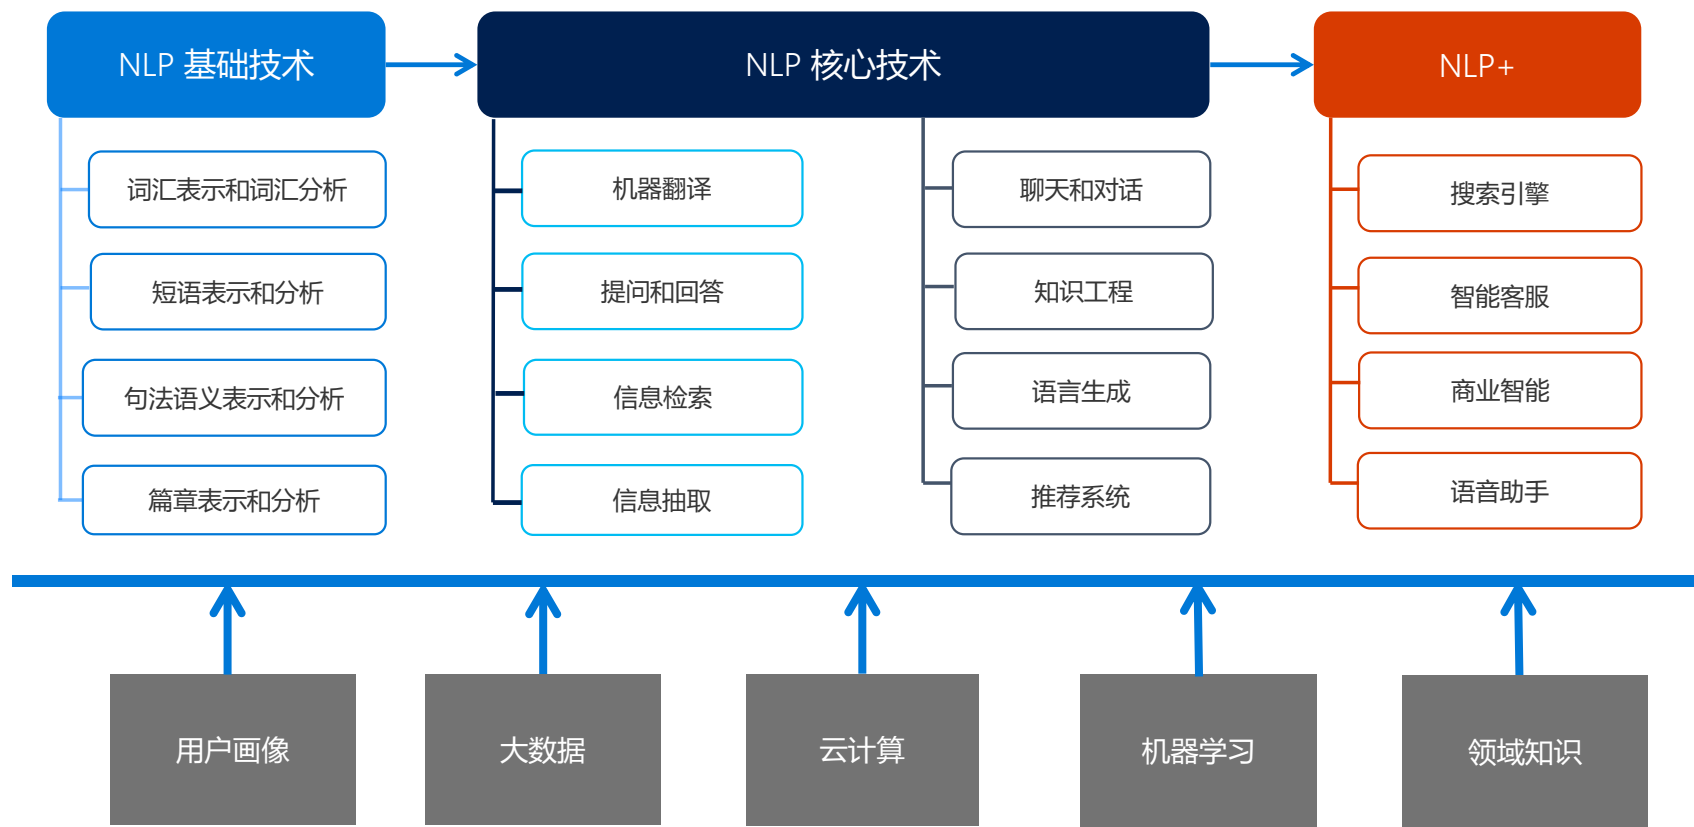 NLP 基础技术
NLP 核心技术
NLP+
词汇表示和词汇分析
短语表示和分析
句法语义表示和分析
篇章表示和分析
机器翻译
提问和回答
信息检索
信息抽取
聊天和对话
知识工程
语言生成
推荐系统
搜索引擎
智能客服
商业智能
语音助手
用户画像
大数据
云计算
机器学习
领域知识